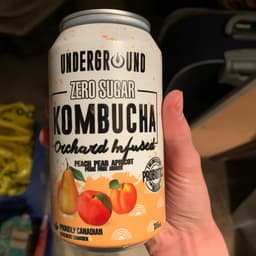 UNDERGROUND
ZERO SUGAR
KOMBUCHA
Orchard Infused
PEACH PEAR APRICOT
PROBIOTIC
PROUDLY CANADIAN